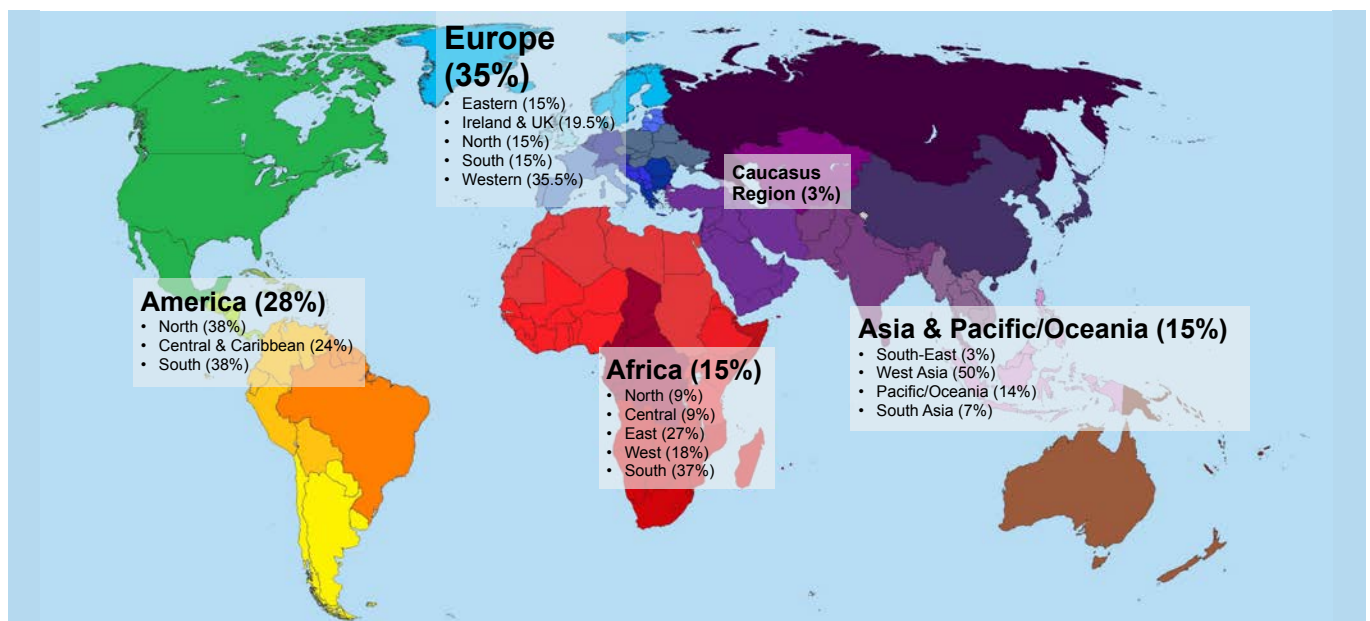 Europe
(35%)
• Eastern (15%)
• Ireland & UK (19.5%)
• North (15%)
• South (15%)
• Western (35.5%)
Caucasus
Region (3%)
America (28%)
• North (38%)
• Central & Caribbean (24%)
• South (38%)
Africa (15%)
• North (9%)
• Central (9%)
• East (27%)
• West (18%)
• South (37%)
Asia & Pacific/Oceania (15%)
• South-East (3%)
• West Asia (50%)
• Pacific/Oceania (14%)
• South Asia (7%)